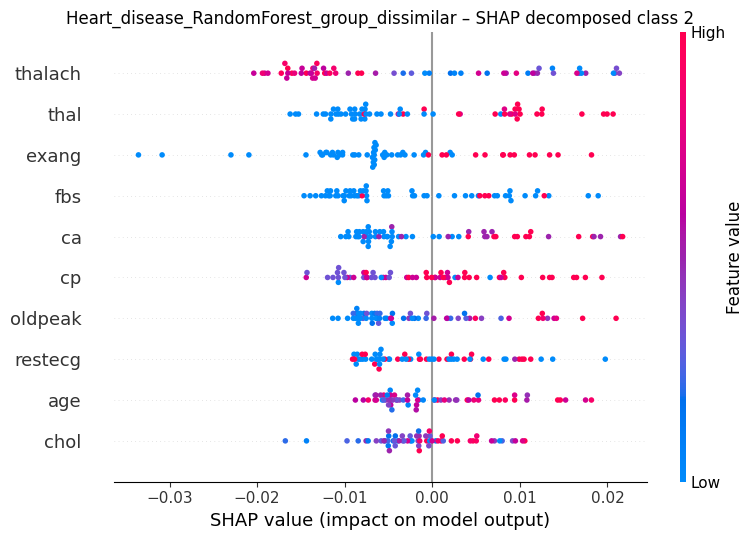 Heart_disease_RandomForest_group_dissimilar – SHAP decomposed class 2
High
thalach
thal
exang
fbs
ca
cp
oldpeak
restecg
age
chol
Feature value
Low
−0.03 −0.02 −0.01 0.00 0.01 0.02
SHAP value (impact on model output)